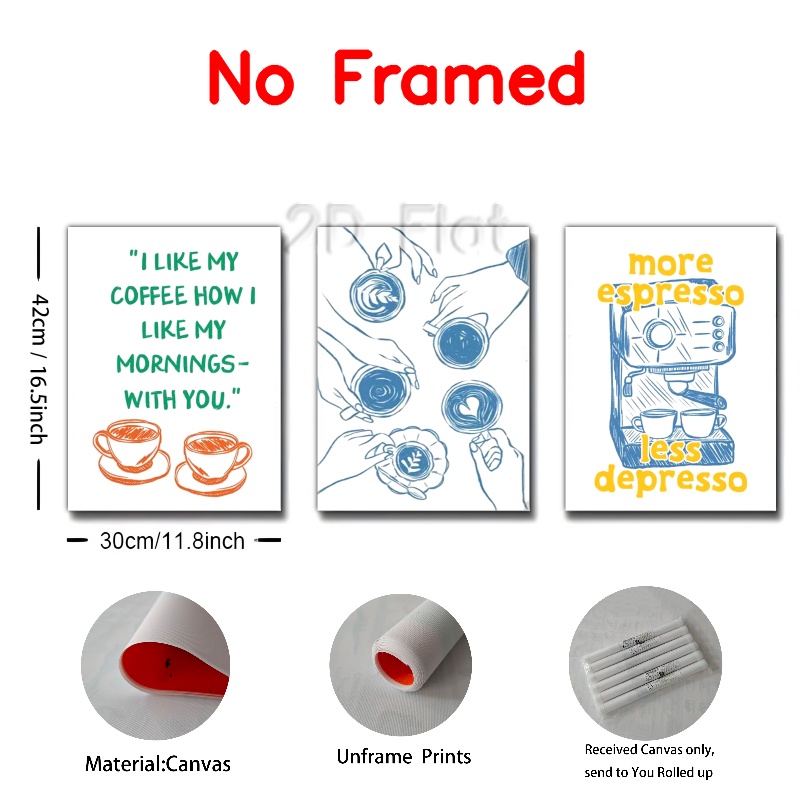 No Framed
2D Flat
"I LIKE MY
COFFEE HOW I
LIKE MY
MORNINGS-
WITH YOU."
more
espresso
less
depresso
42cm / 16.5inch
30cm/11.8inch
Material:Canvas
Unframe Prints
Received Canvas only,
send to You Rolled up